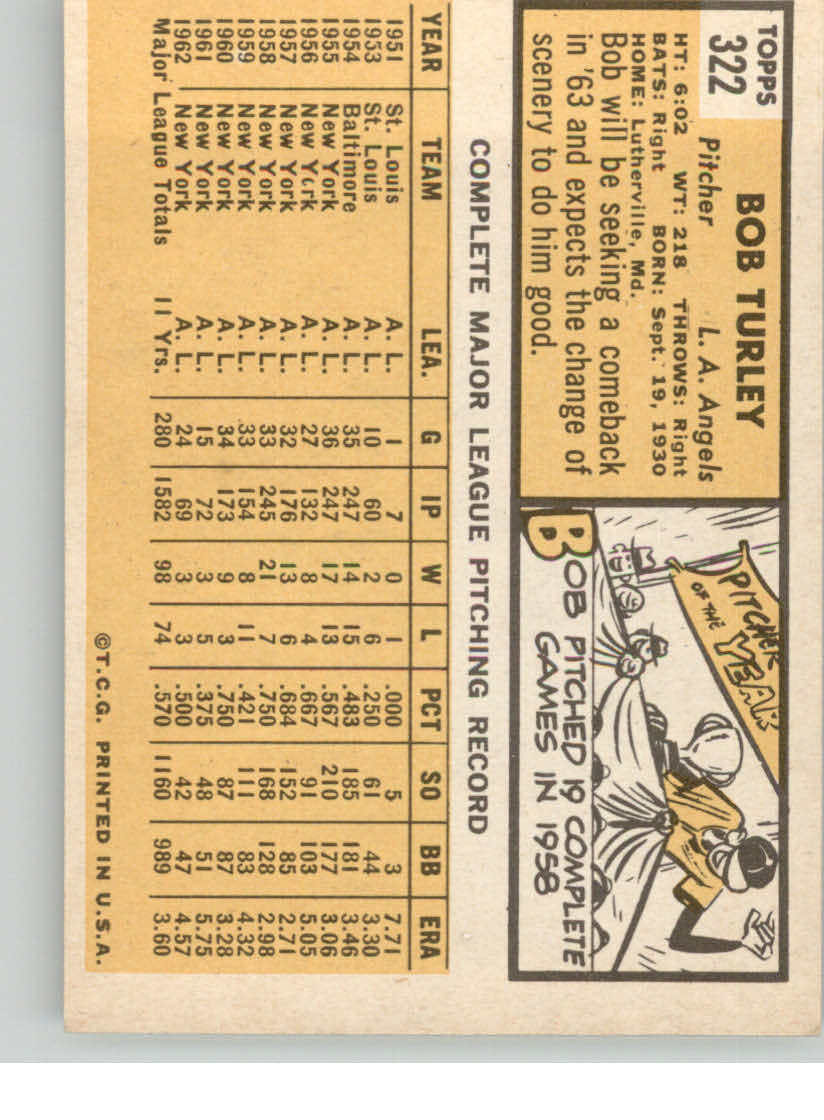 TOPPS
322
BOB TURLEY
Pitcher L. A. Angels
HT: 6:02 WT: 218 THROWS: Right
BATS: Right BORN: Sept. 19, 1930
HOME: Lutherville, Md.
Bob will be seeking a comeback
in '63 and expects the change of
scenery to do him good.
PITCHER
OF THE
YEAR
BOB PITCHED 19 COMPLETE
GAMES IN 1958
COMPLETE MAJOR LEAGUE PITCHING RECORD
YEAR TEAM LEA. G IP W L PCT SO BB ERA
1951 St. Louis A. L. 1 7 0 1 .000 5 3 7.71
1953 St. Louis A. L. 10 60 2 6 .250 61 44 3.30
1954 Baltimore A. L. 35 247 14 15 .483 185 181 3.46
1955 New York A. L. 36 247 17 13 .567 210 177 3.06
1956 New York A. L. 27 132 8 4 .667 91 103 5.05
1957 New York A. L. 32 176 13 6 .684 152 85 2.71
1958 New York A. L. 33 245 21 7 .750 168 128 2.98
1959 New York A. L. 33 154 8 11 .421 111 83 4.32
1960 New York A. L. 34 173 9 3 .750 87 87 3.28
1961 New York A. L. 15 72 3 5 .375 48 51 5.75
1962 New York A. L. 24 69 3 3 .500 42 47 4.57
Major League Totals 11 Yrs. 280 1582 98 74 .570 1160 989 3.60
©T.C.G. PRINTED IN U.S.A.